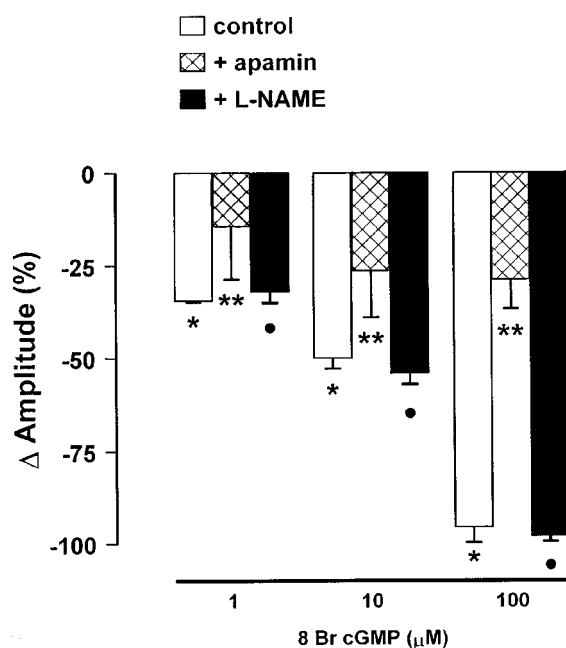 control
+ apamin
+ L-NAME
0
-25
-50
-75
-100
Δ Amplitude (%)
* ** •
* ** •
* ** •
1 10 100
8 Br cGMP (µM)